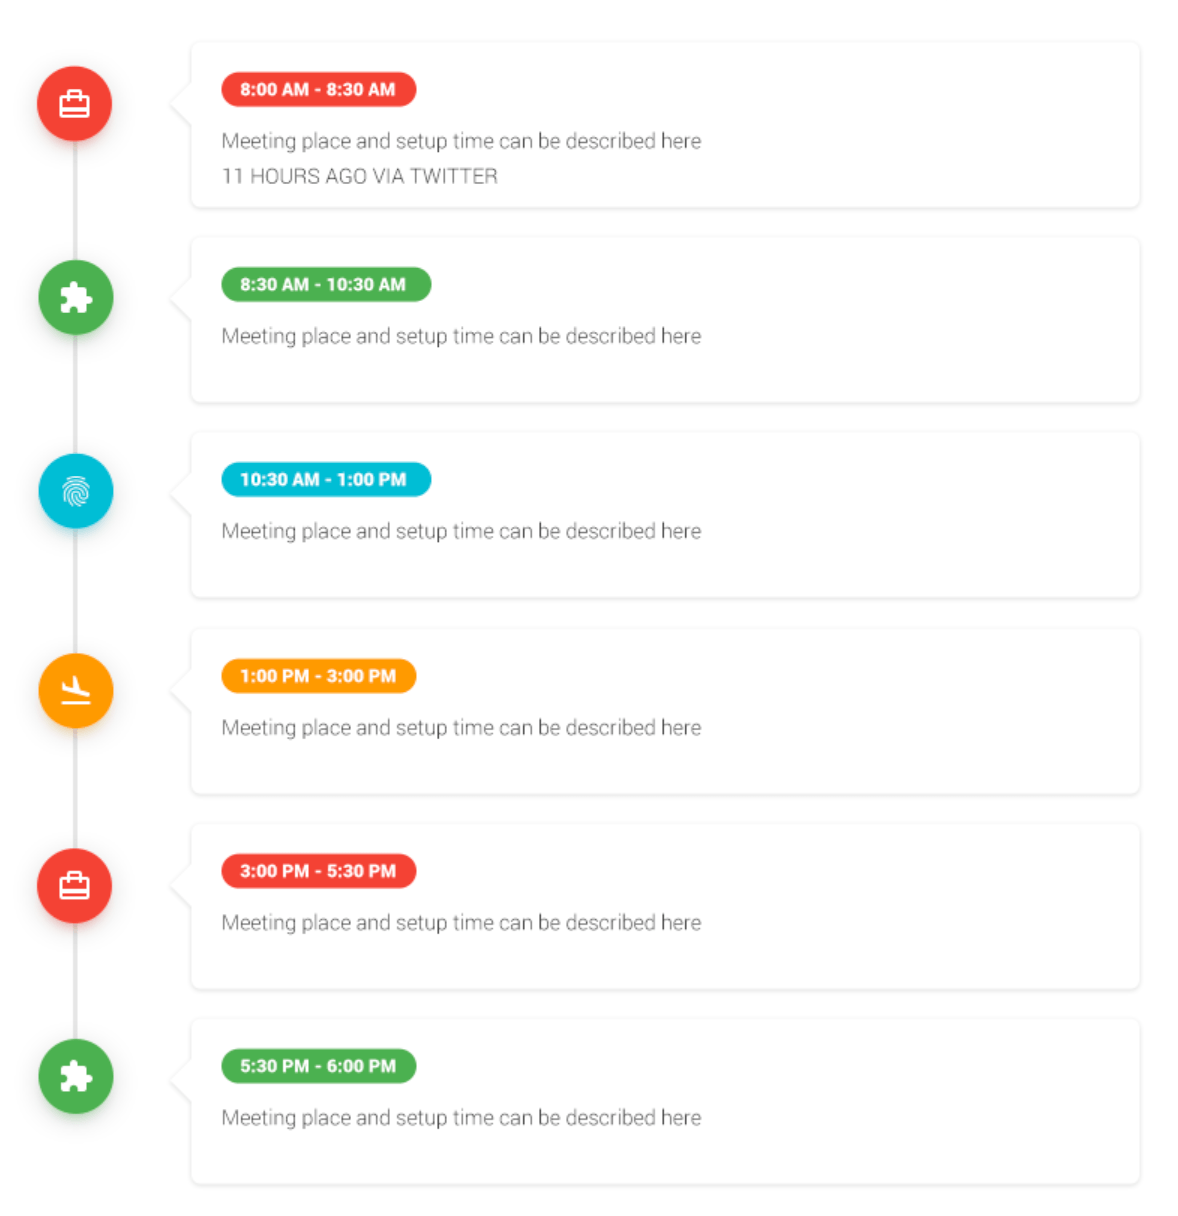 8:00 AM - 8:30 AM
Meeting place and setup time can be described here
11 HOURS AGO VIA TWITTER
8:30 AM - 10:30 AM
Meeting place and setup time can be described here
10:30 AM - 1:00 PM
Meeting place and setup time can be described here
1:00 PM - 3:00 PM
Meeting place and setup time can be described here
3:00 PM - 5:30 PM
Meeting place and setup time can be described here
5:30 PM - 6:00 PM
Meeting place and setup time can be described here